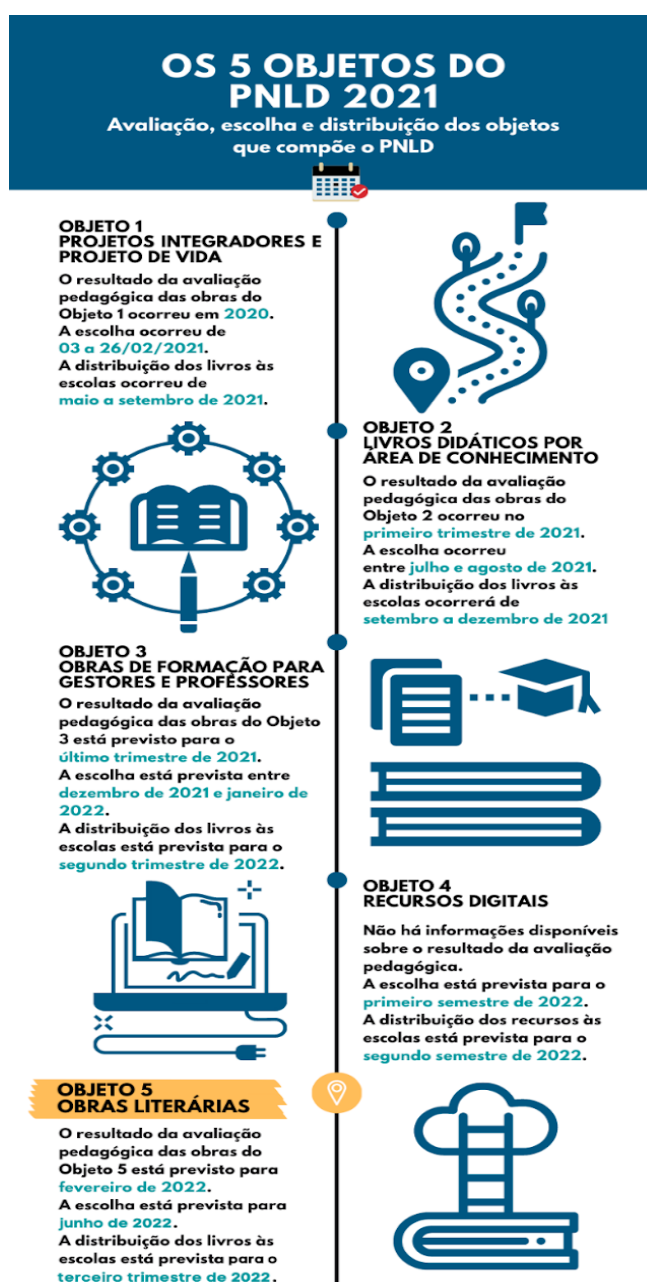 OS 5 OBJETOS DO
PNLD 2021
Avaliação, escolha e distribuição dos objetos
que compõe o PNLD
OBJETO 1
PROJETOS INTEGRADORES E
PROJETO DE VIDA
O resultado da avaliação
pedagógica das obras do
Objeto 1 ocorreu em 2020.
A escolha ocorreu de
03 a 26/02/2021.
A distribuição dos livros às
escolas ocorreu de
maio a setembro de 2021.
OBJETO 2
LIVROS DIDÁTICOS POR
ÁREA DE CONHECIMENTO
O resultado da avaliação
pedagógica das obras do
Objeto 2 ocorreu no
primeiro trimestre de 2021.
A escolha ocorreu
entre julho e agosto de 2021.
A distribuição dos livros às
escolas ocorrerá de
setembro a dezembro de 2021
OBJETO 3
OBRAS DE FORMAÇÃO PARA
GESTORES E PROFESSORES
O resultado da avaliação
pedagógica das obras do Objeto
3 está previsto para o
último trimestre de 2021.
A escolha está prevista entre
dezembro de 2021 e janeiro de
2022.
A distribuição dos livros às
escolas está prevista para o
segundo trimestre de 2022.
OBJETO 4
RECURSOS DIGITAIS
Não há informações disponíveis
sobre o resultado da avaliação
pedagógica.
A escolha está prevista para o
primeiro semestre de 2022.
A distribuição dos recursos às
escolas está prevista para o
segundo semestre de 2022.
OBJETO 5
OBRAS LITERÁRIAS
O resultado da avaliação
pedagógica das obras do
Objeto 5 está previsto para
fevereiro de 2022.
A escolha está prevista para
junho de 2022.
A distribuição dos livros às
escolas está prevista para o
terceiro trimestre de 2022.